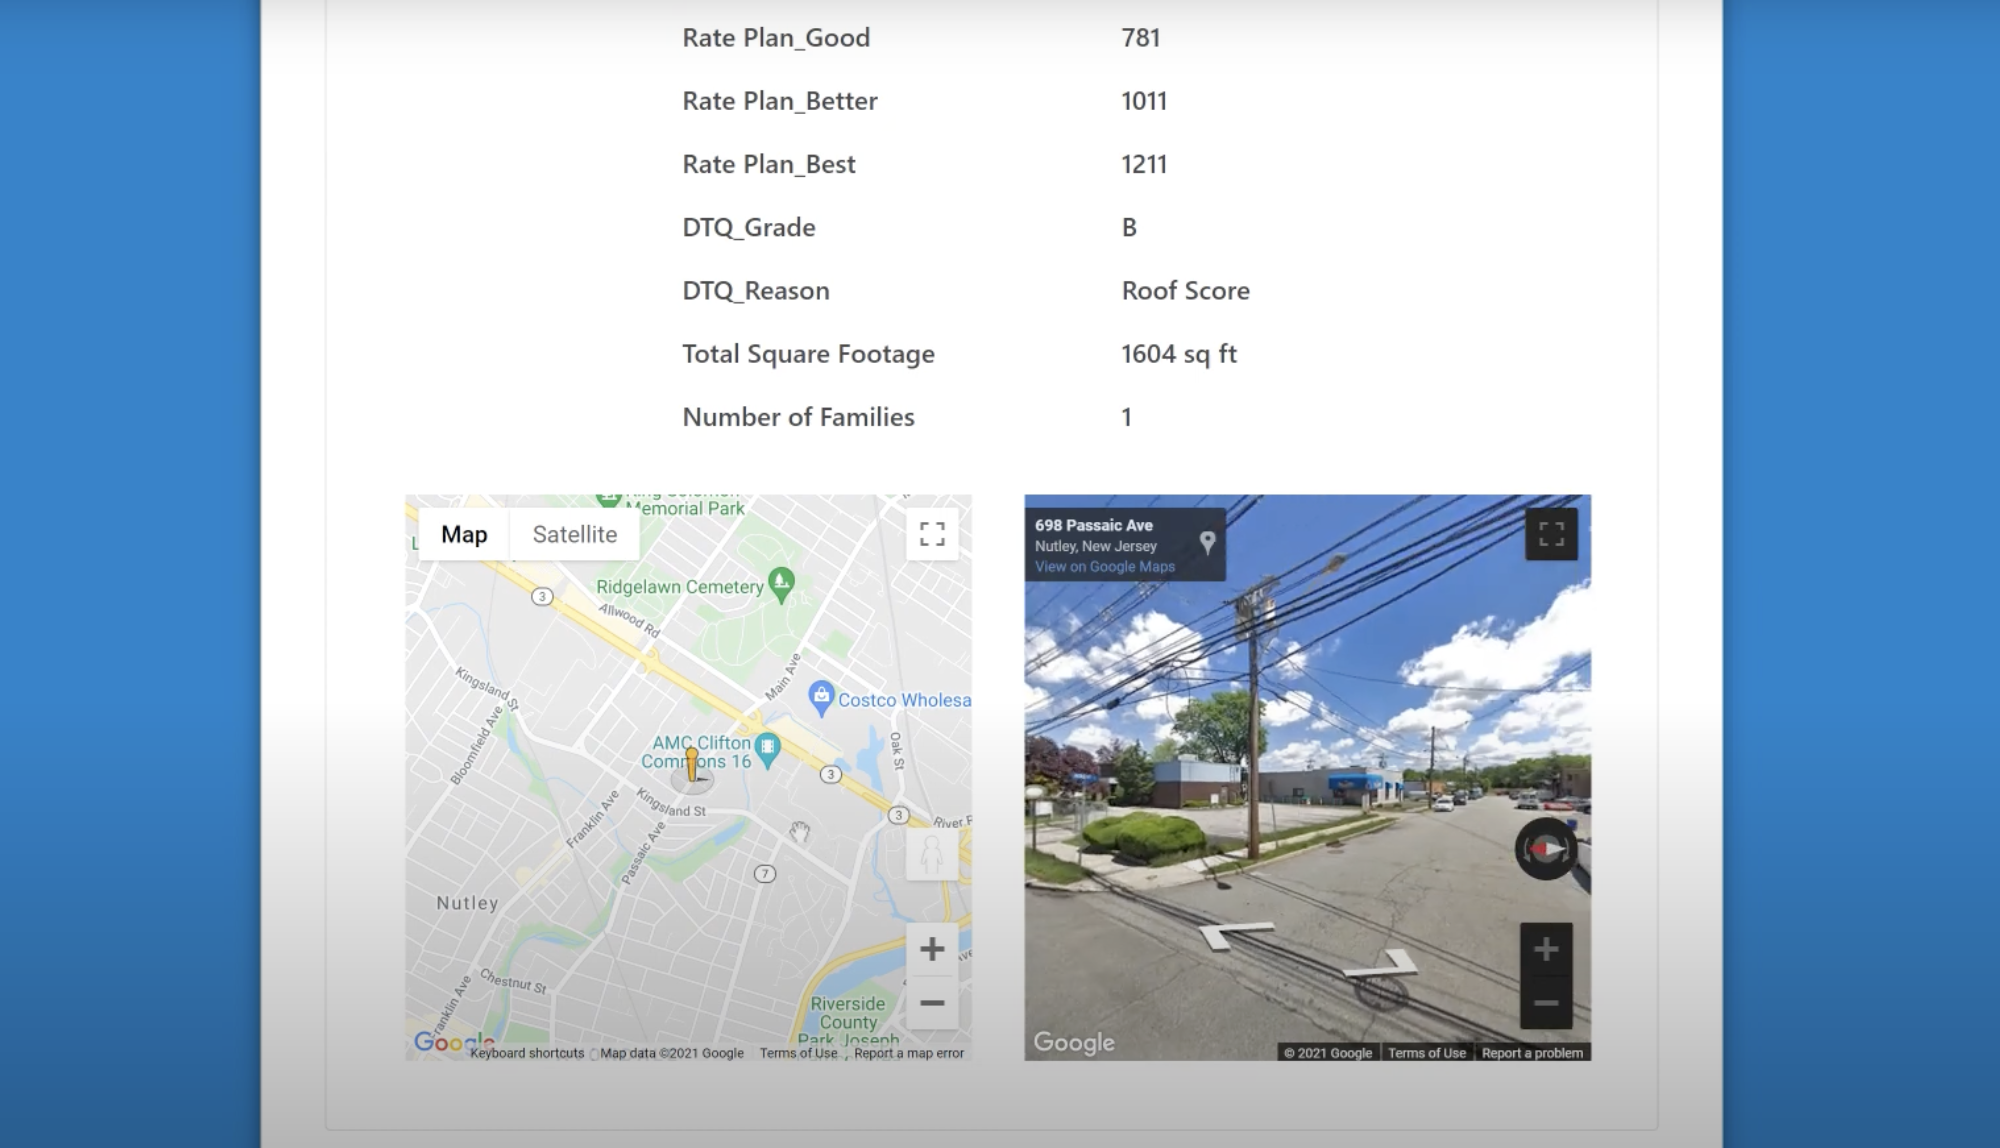 Rate Plan_Good 781
Rate Plan_Better 1011
Rate Plan_Best 1211
DTQ_Grade B
DTQ_Reason Roof Score
Total Square Footage 1604 sq ft
Number of Families 1
Map Satellite
Memorial Park
Ridgelawn Cemetery
3
Allwood Rd
Main Ave
Kingsland St
Costco Wholesa
Bloomfield Ave
AMC Clifton
Commons 16
Oak St
3
Kingsland St
3
Franklin Ave
Passaic Ave
7
Nutley
Chestnut St
Franklin Ave
Riverside
County
Park Joseph
Google
Keyboard shortcuts Map data ©2021 Google Terms of Use Report a map error
698 Passaic Ave
Nutley, New Jersey
View on Google Maps
Google
© 2021 Google Terms of Use Report a problem